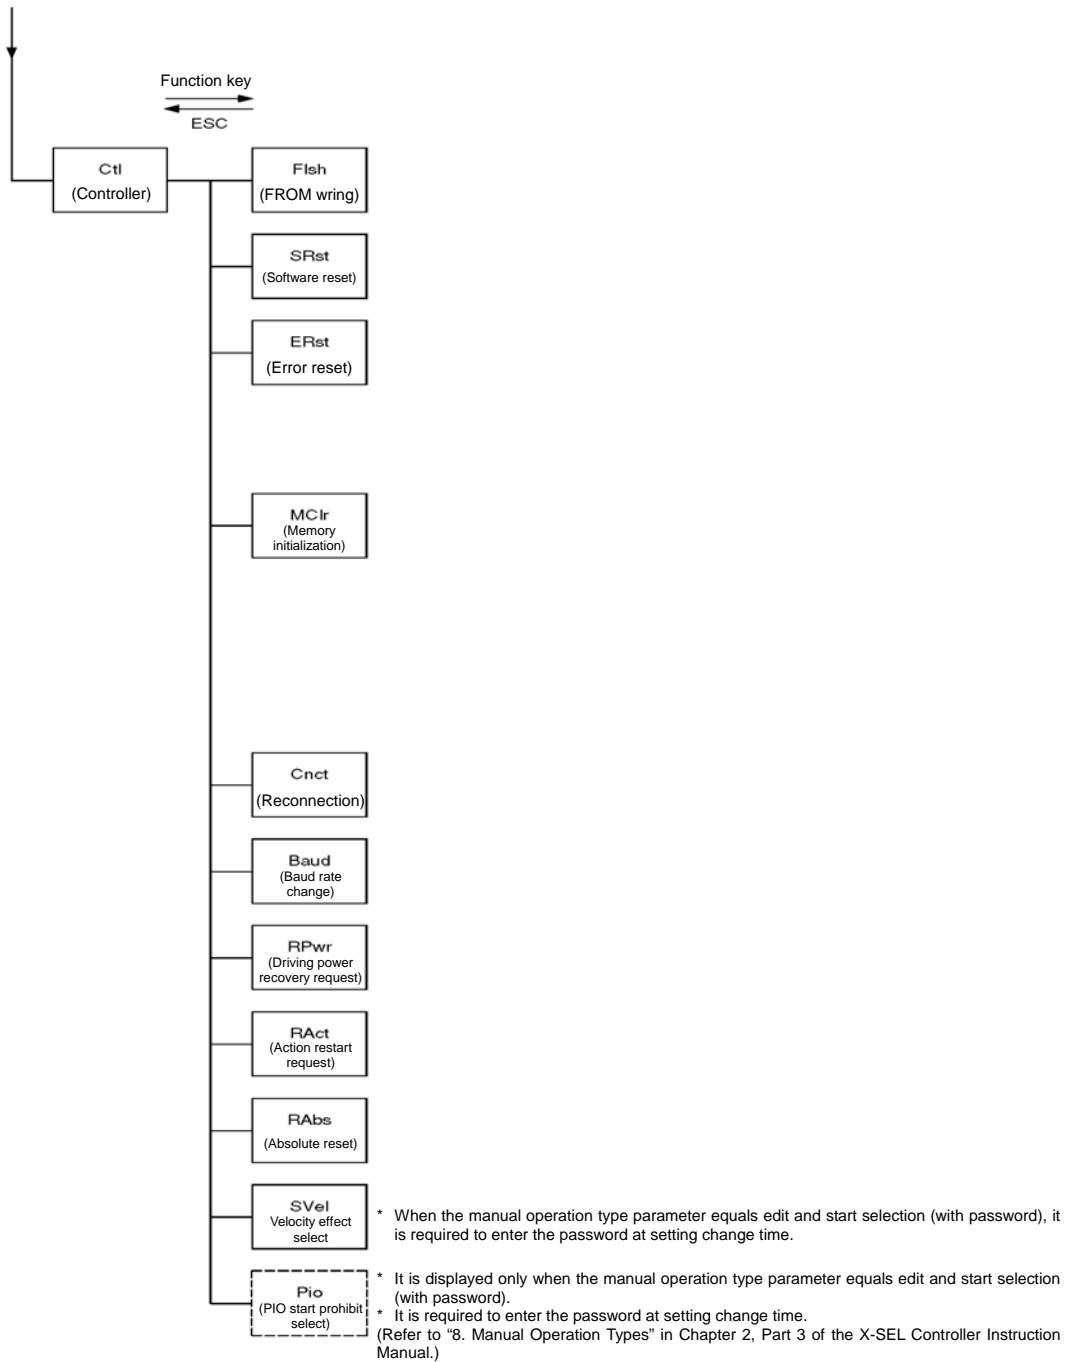 Function key
ESC
Ctl
(Controller)
Flsh
(FROM wring)
SRst
(Software reset)
ERst
(Error reset)
MClr
(Memory
initialization)
Cnct
(Reconnection)
Baud
(Baud rate
change)
RPwr
(Driving power
recovery request)
RAct
(Action restart
request)
RAbs
(Absolute reset)
SVel
Velocity effect
select
* When the manual operation type parameter equals edit and start selection (with password), it
is required to enter the password at setting change time.
Pio
(PIO start prohibit
select)
* It is displayed only when the manual operation type parameter equals edit and start selection
(with password).
* It is required to enter the password at setting change time.
(Refer to “8. Manual Operation Types” in Chapter 2, Part 3 of the X-SEL Controller Instruction
Manual.)